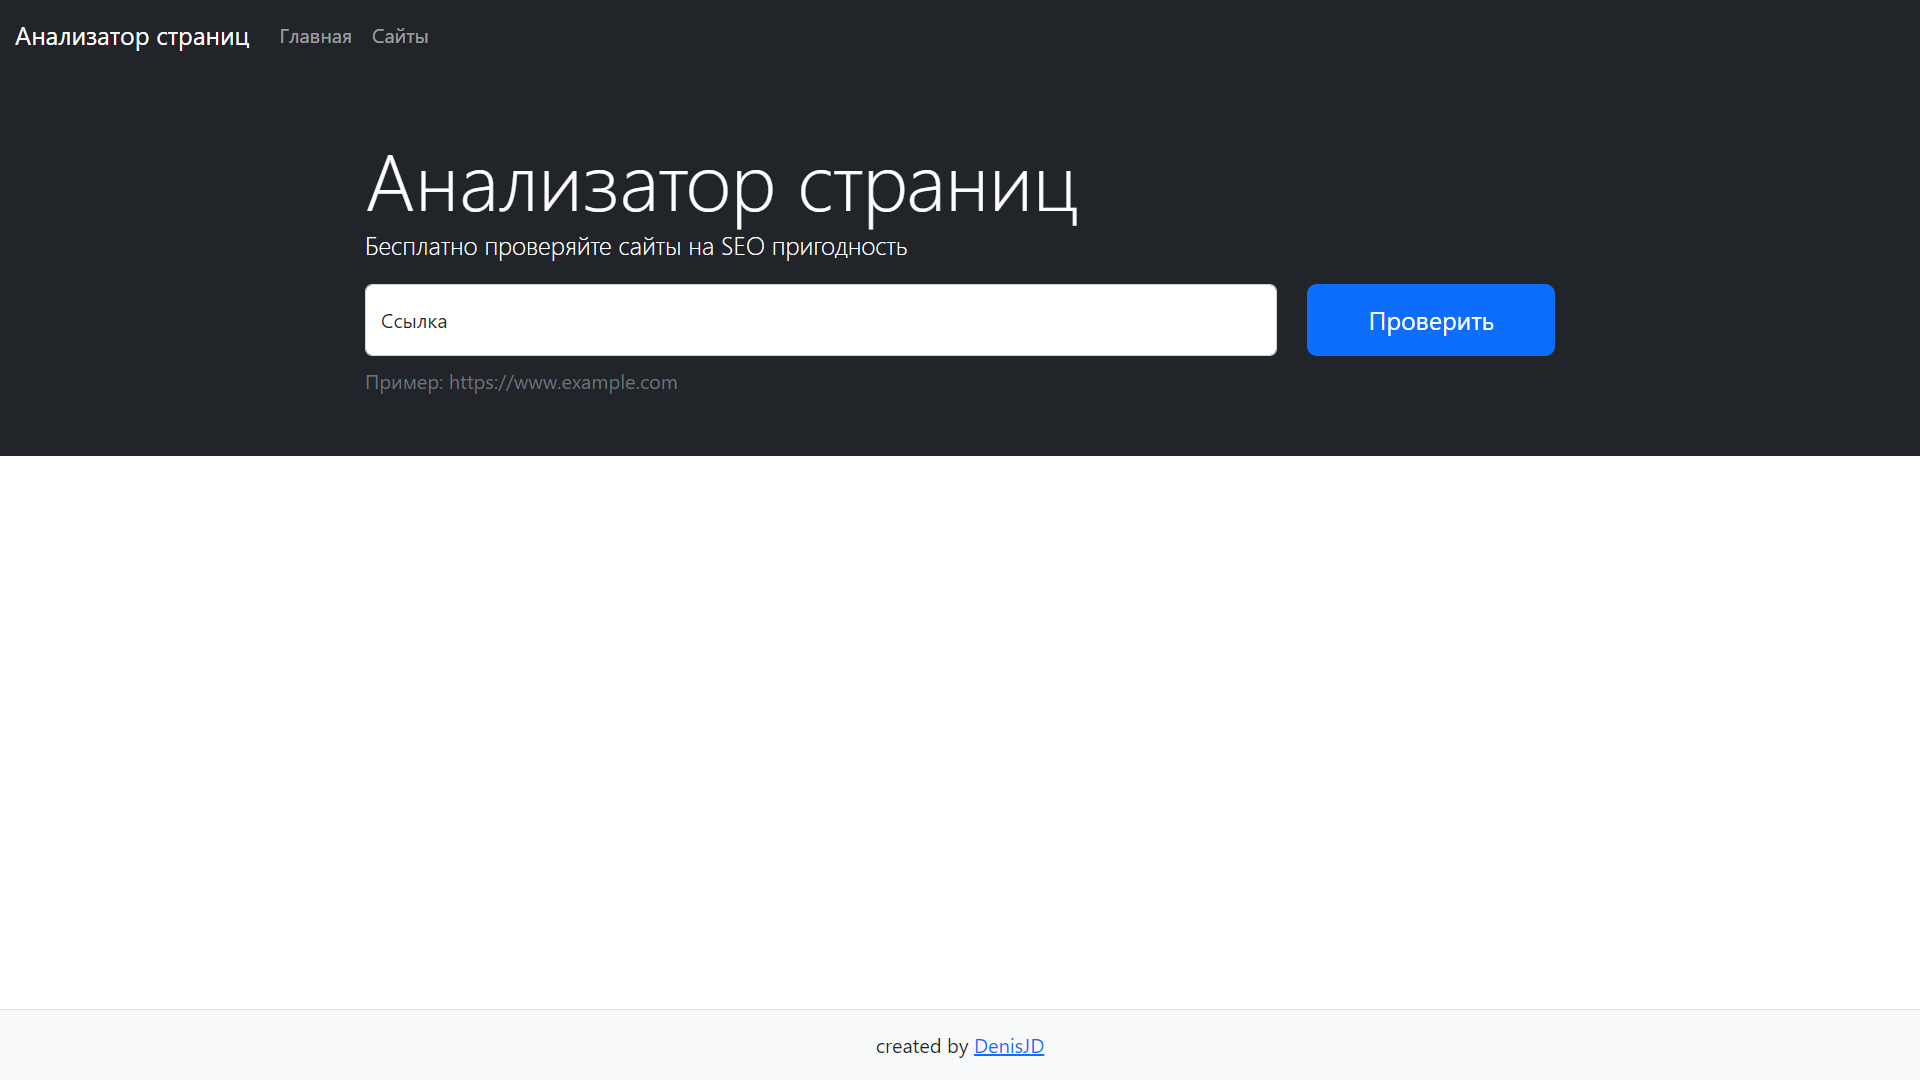 Анализатор страниц Главная Сайты
Анализатор страниц
Бесплатно проверяйте сайты на SEO пригодность
Ссылка Проверить
Пример: https://www.example.com
created by DenisJD